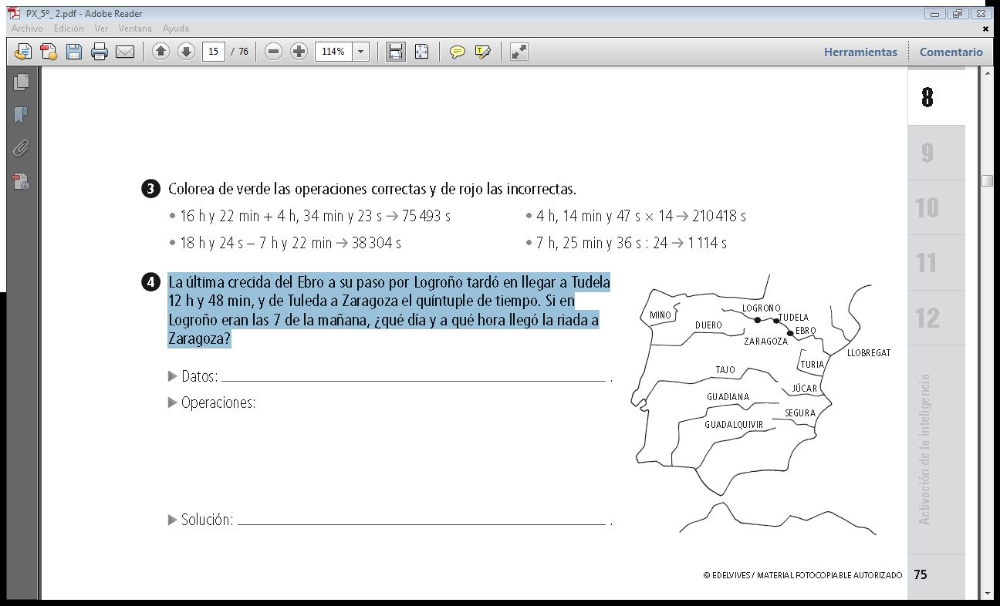 PX_5º_ 2.pdf - Adobe Reader
Archivo Edición Ver Ventana Ayuda
15 / 76 114% Herramientas Comentario
8
9
10
11
12
Activación de la inteligencia
3 Colorea de verde las operaciones correctas y de rojo las incorrectas.
• 16 h y 22 min + 4 h, 34 min y 23 s → 75 493 s
• 4 h, 14 min y 47 s × 14 → 210 418 s
• 18 h y 24 s – 7 h y 22 min → 38 304 s
• 7 h, 25 min y 36 s : 24 → 1 114 s
4 La última crecida del Ebro a su paso por Logroño tardó en llegar a Tudela
12 h y 48 min, y de Tuleda a Zaragoza el quíntuple de tiempo. Si en
Logroño eran las 7 de la mañana, ¿qué día y a qué hora llegó la riada a
Zaragoza?
Datos: .
Operaciones:
Solución: .
MIÑO
DUERO
LOGROÑO
TUDELA
EBRO
ZARAGOZA
LLOBREGAT
TURIA
TAJO
JÚCAR
GUADIANA
SEGURA
GUADALQUIVIR
© EDELVIVES / MATERIAL FOTOCOPIABLE AUTORIZADO 75